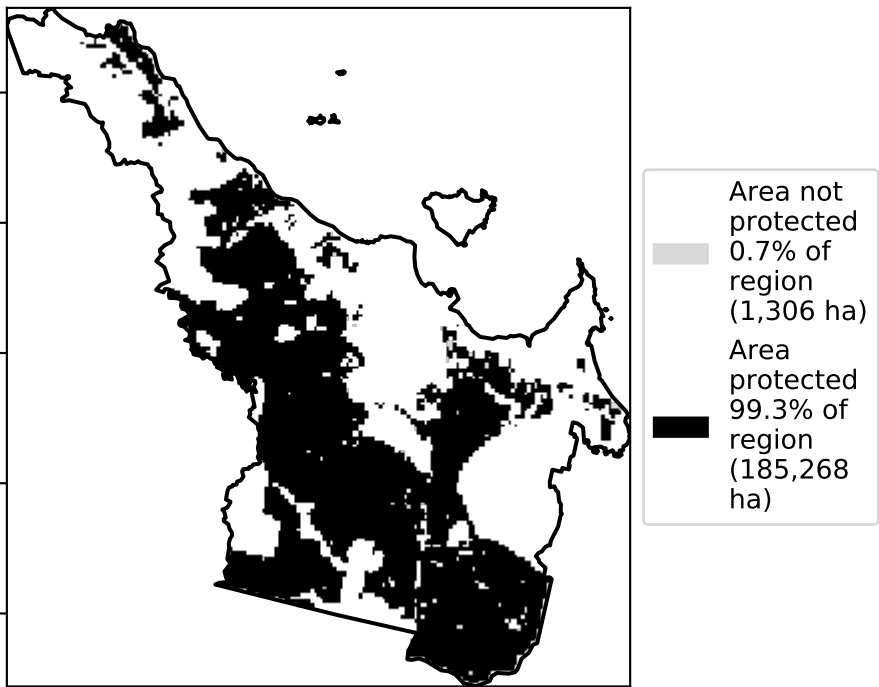 Area not
protected
0.7% of
region
(1,306 ha)
Area
protected
99.3% of
region
(185,268
ha)